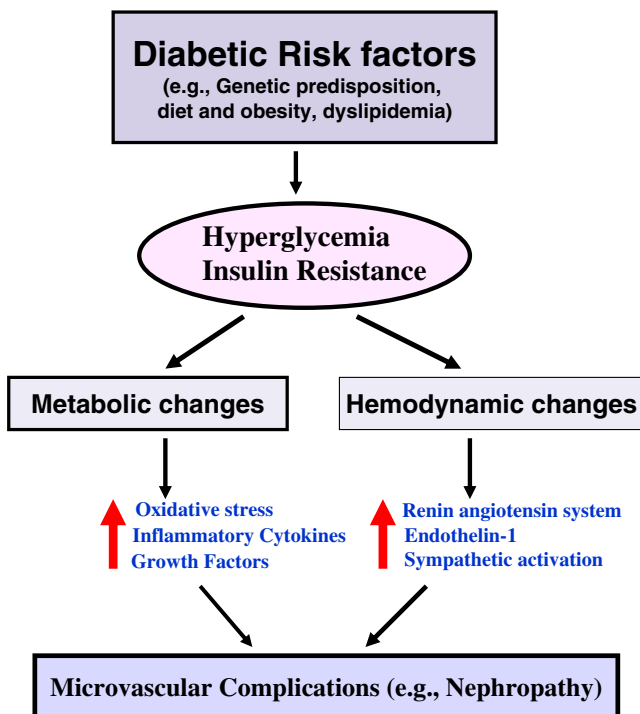 Diabetic Risk factors
(e.g., Genetic predisposition,
diet and obesity, dyslipidemia)
Hyperglycemia
Insulin Resistance
Metabolic changes
Hemodynamic changes
Oxidative stress
Inflammatory Cytokines
Growth Factors
Renin angiotensin system
Endothelin-1
Sympathetic activation
Microvascular Complications (e.g., Nephropathy)